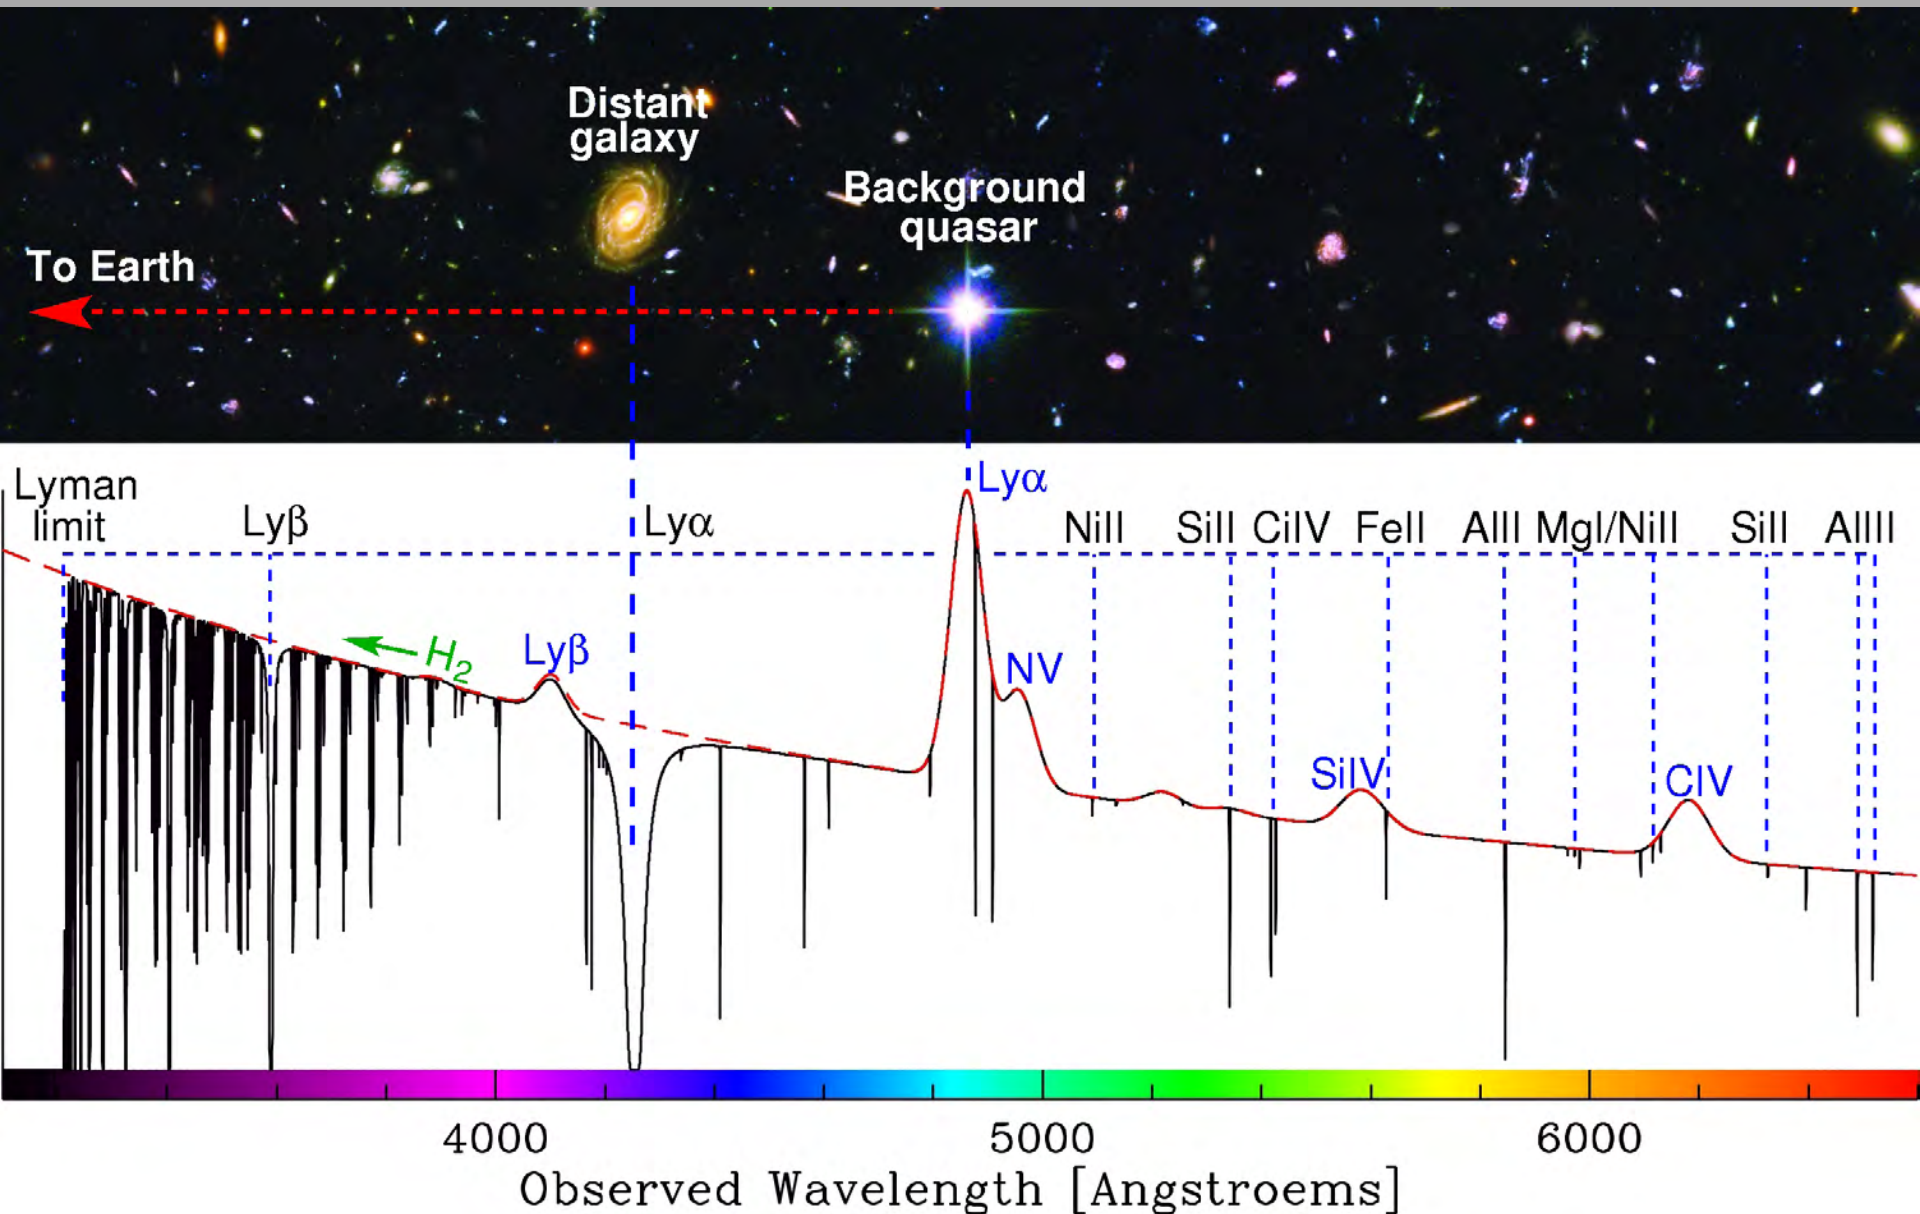 Distant
galaxy
Background
quasar
To Earth
Lyman
limit
Lyβ
Lyα
Lyα
NiII
SiII
CiIV
FeII
AlII
MgI/NiII
SiII
AlIII
H2
Lyβ
NV
SiIV
CIV
4000
5000
6000
Observed Wavelength [Angstroems]